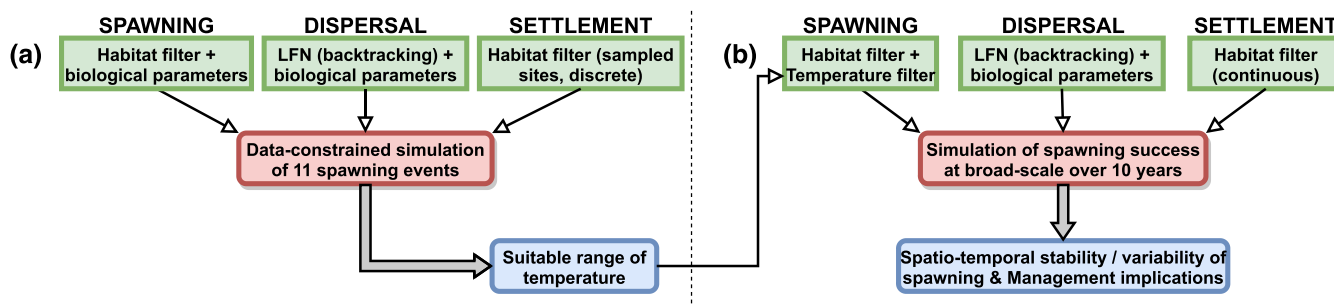 (a)
SPAWNING
Habitat filter +
biological parameters
DISPERSAL
LFN (backtracking) +
biological parameters
SETTLEMENT
Habitat filter (sampled
sites, discrete)
Data-constrained simulation
of 11 spawning events
Suitable range of
temperature
(b)
SPAWNING
Habitat filter +
Temperature filter
DISPERSAL
LFN (backtracking) +
biological parameters
SETTLEMENT
Habitat filter
(continuous)
Simulation of spawning success
at broad-scale over 10 years
Spatio-temporal stability / variability of
spawning & Management implications